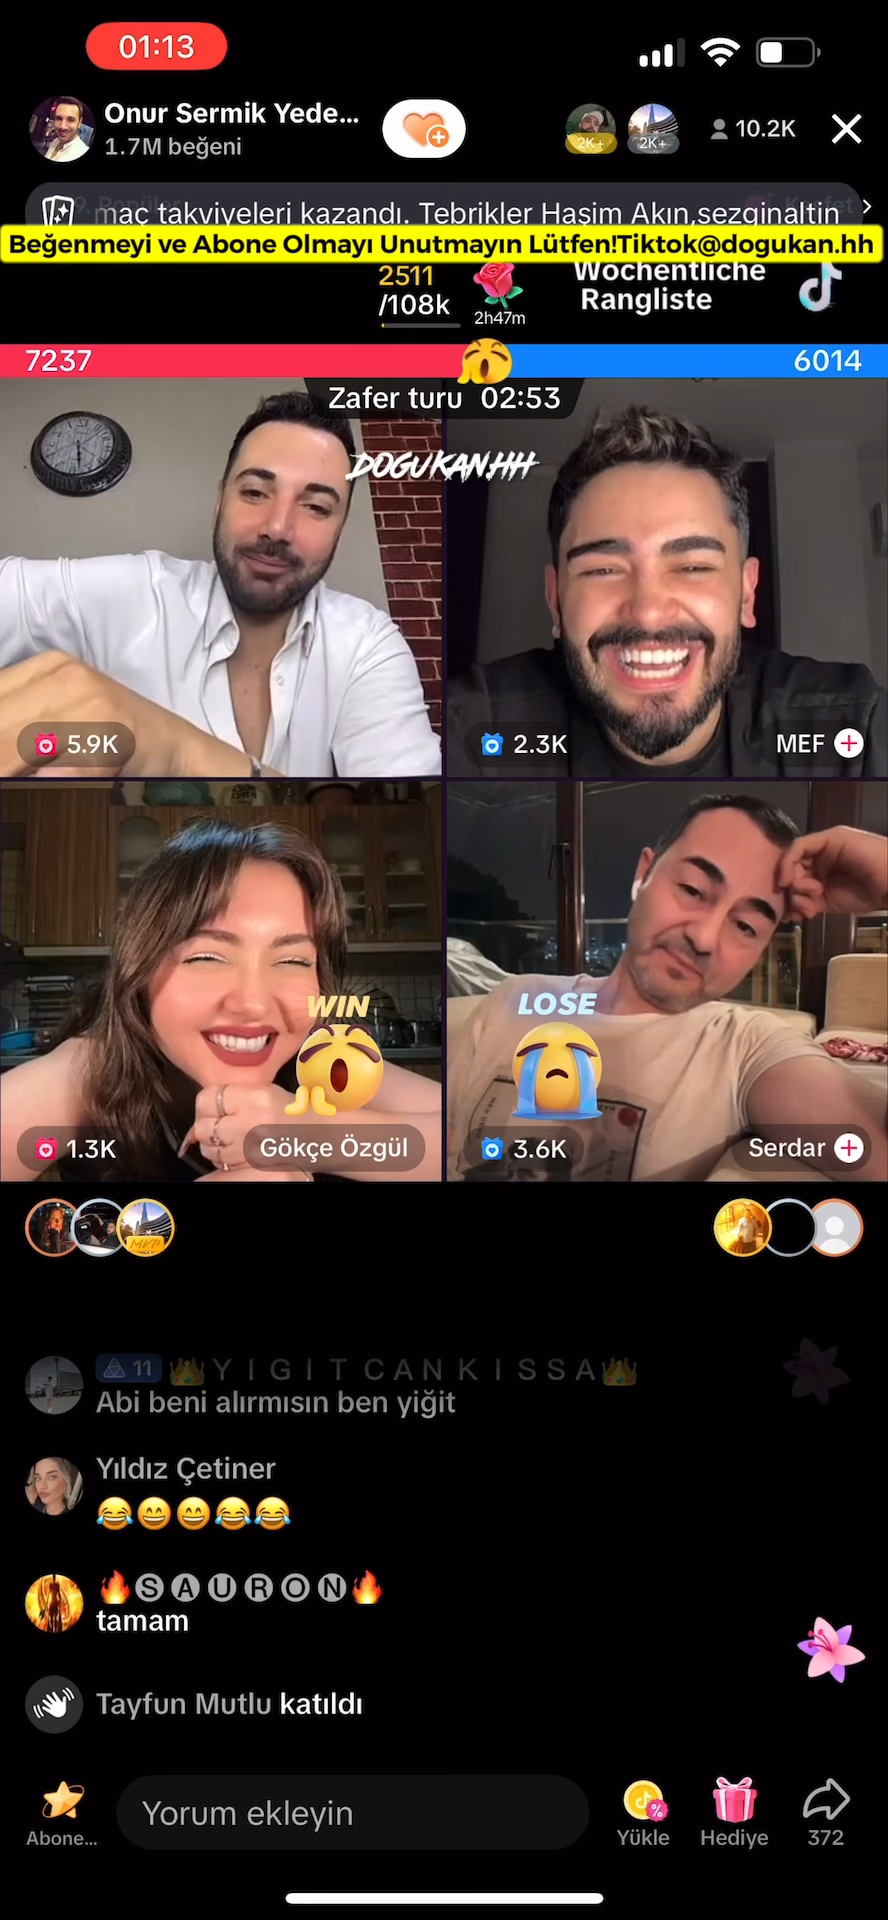 01:13
Onur Sermik Yede...
1.7M beğeni
2K+
2K+
10.2K
maç takviyeleri kazandı. Tebrikler Haşim Akın,sezginaltin
Beğenmeyi ve Abone Olmayı Unutmayın Lütfen!Tiktok@dogukan.hh
2511
/108k
2h47m
Wöchentliche
Rangliste
7237
6014
Zafer turu 02:53
DOGUKAN.HH
5.9K
2.3K
MEF
WIN
LOSE
1.3K
Gökçe Özgül
3.6K
Serdar
MVP
11 👑Y I G I T C A N K I S S A👑
Abi beni alırmısın ben yiğit
Yıldız Çetiner
😂😄😄😂😂
🔥🅢🅐🅤🅡🅞🅝🔥
tamam
Tayfun Mutlu katıldı
Abone...
Yorum ekleyin
Yükle
Hediye
372